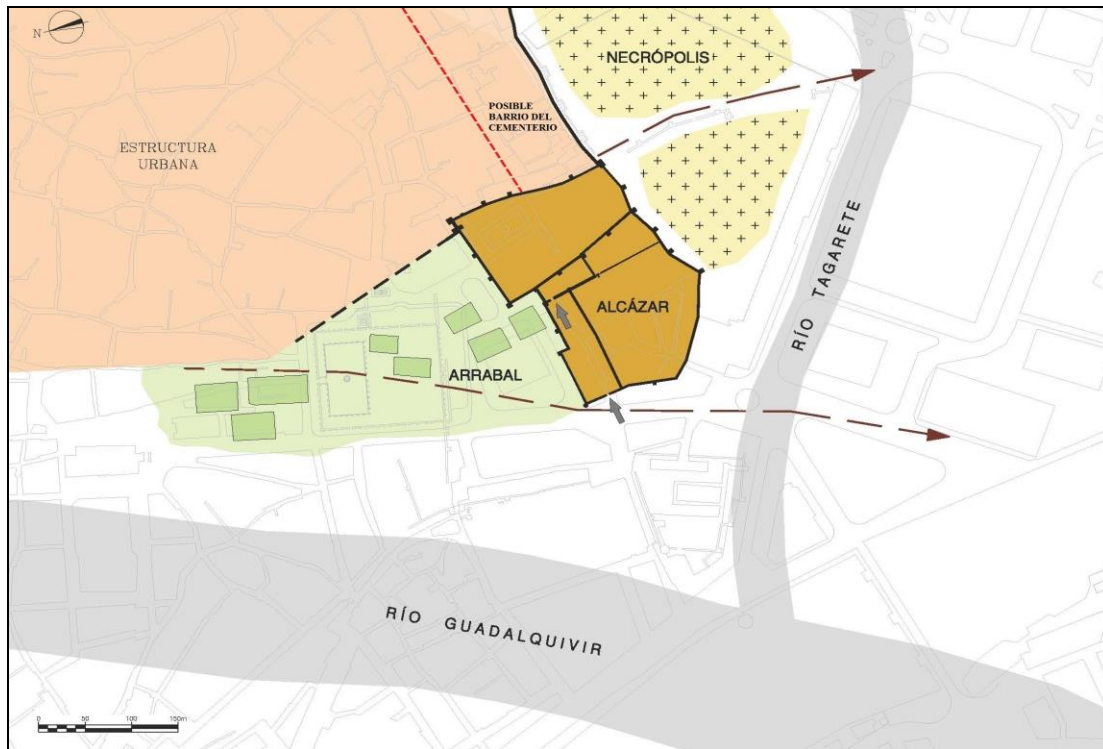 N
NECRÓPOLIS
POSIBLE
BARRIO DEL
CEMENTERIO
ESTRUCTURA
URBANA
RÍO TAGARETE
ALCÁZAR
ARRABAL
RÍO GUADALQUIVIR
0 50 100 150m